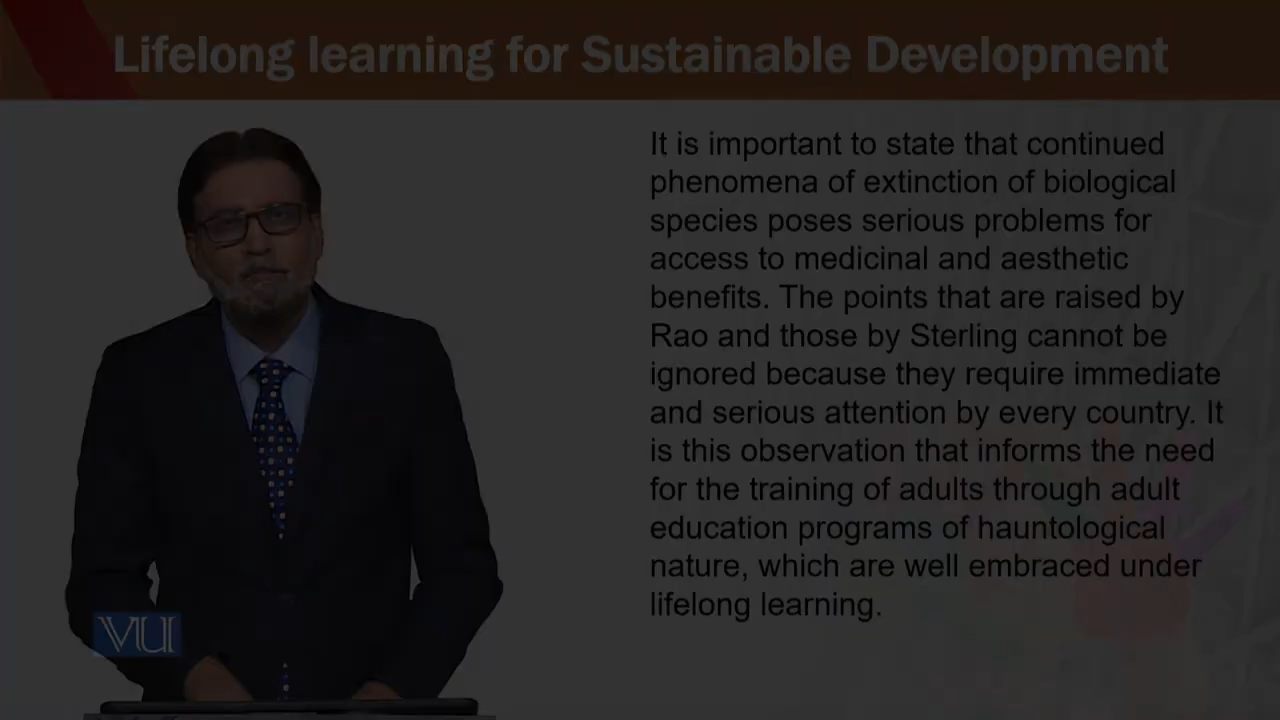 Lifelong learning for Sustainable Development
It is important to state that continued
phenomena of extinction of biological
species poses serious problems for
access to medicinal and aesthetic
benefits. The points that are raised by
Rao and those by Sterling cannot be
ignored because they require immediate
and serious attention by every country. It
is this observation that informs the need
for the training of adults through adult
education programs of hauntological
nature, which are well embraced under
lifelong learning.
VU